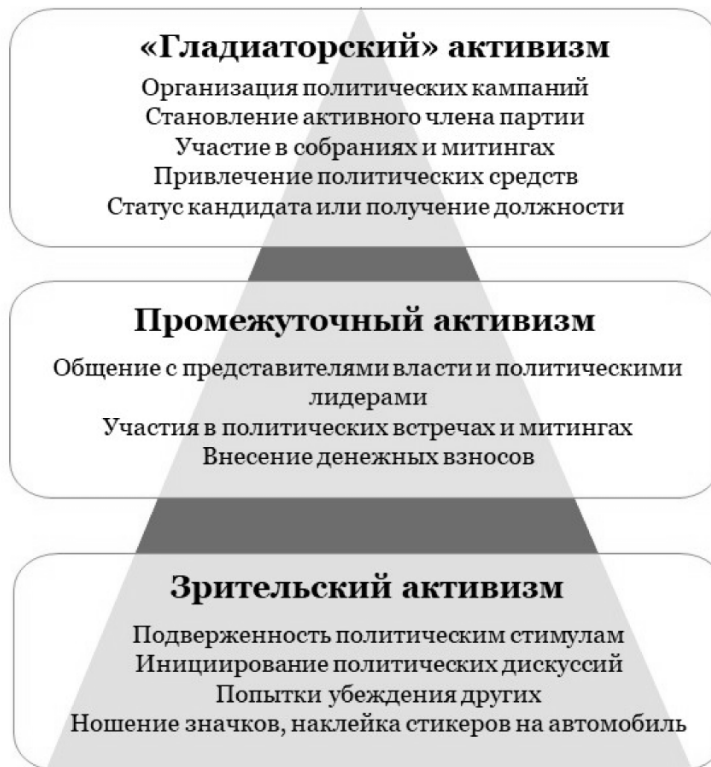 «Гладиаторский» активизм
Организация политических кампаний
Становление активного члена партии
Участие в собраниях и митингах
Привлечение политических средств
Статус кандидата или получение должности
Промежуточный активизм
Общение с представителями власти и политическими
лидерами
Участия в политических встречах и митингах
Внесение денежных взносов
Зрительский активизм
Подверженность политическим стимулам
Инициирование политических дискуссий
Попытки убеждения других
Ношение значков, наклейка стикеров на автомобиль